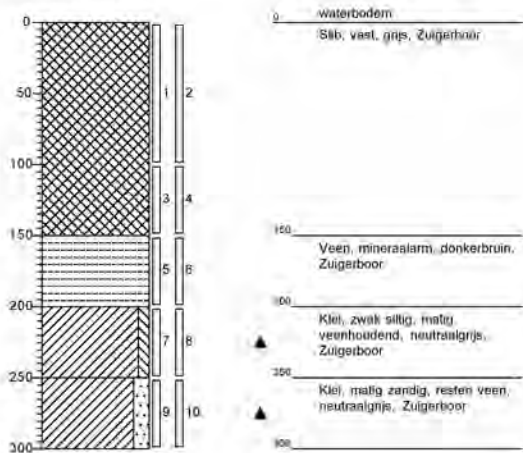 0
50
100
150
200
250
300
1 2
3 4
5 6
7 8
9 10
0 waterbodem
Slib, vast, grijs, Zuigerboor
150
Veen, mineraalarm, donkerbruin,
Zuigerboor
200
Klei, zwak siltig, matig
veenhoudend, neutraalgrijs,
Zuigerboor
250
Klei, matig zandig, resten veen,
neutraalgrijs, Zuigerboor
300